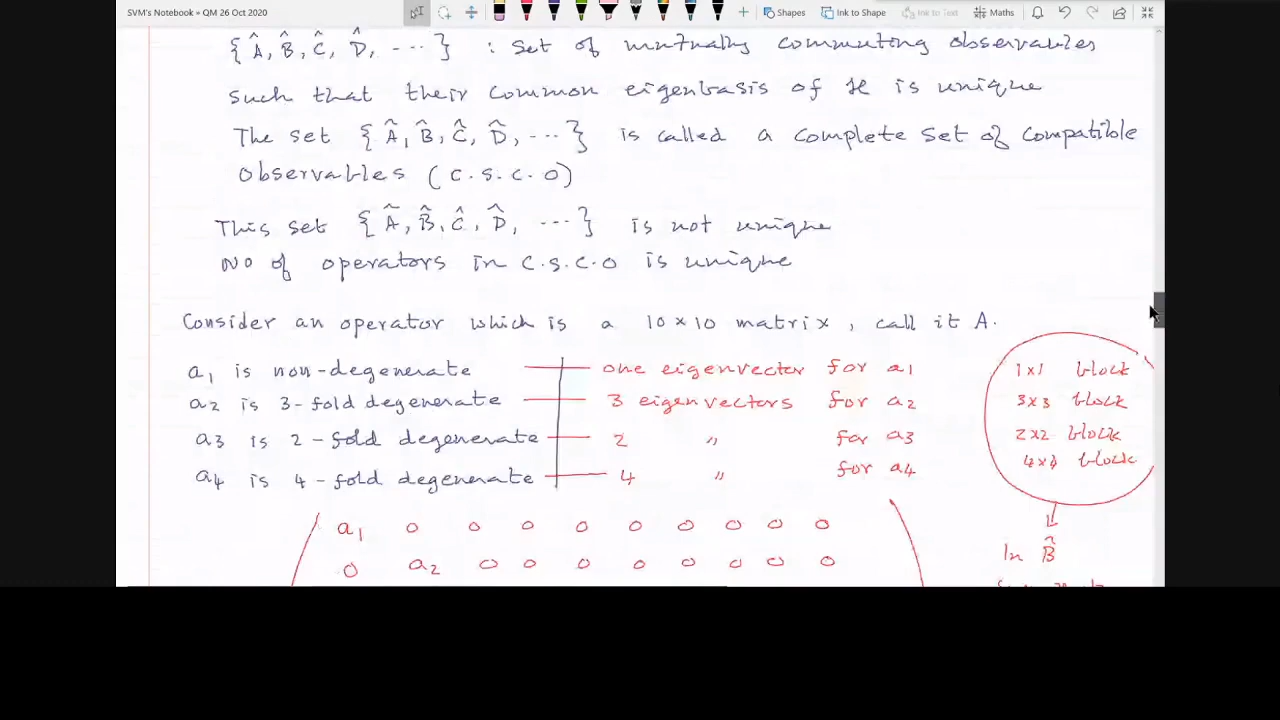 SVM's Notebook » QM 26 Oct 2020
Shapes
Ink to Shape
Ink to Text
Maths
{Â, B̂, Ĉ, D̂, ---} : Set of mutually commuting observables
such that their common eigenbasis of ℋ is unique
The set {Â, B̂, Ĉ, D̂, ---} is called a complete set of compatible
observables (C.S.C.O)
This set {Â, B̂, Ĉ, D̂, ---} is not unique
No of operators in C.S.C.O is unique
Consider an operator which is a 10×10 matrix, call it A.
a1 is non-degenerate — one eigenvector for a1
a2 is 3-fold degenerate — 3 eigenvectors for a2
a3 is 2-fold degenerate — 2 " for a3
a4 is 4-fold degenerate — 4 " for a4
1×1 block
3×3 block
2×2 block
4×4 block
In B̂
a1 0 0 0 0 0 0 0 0 0
0 a2 0 0 0 0 0 0 0 0